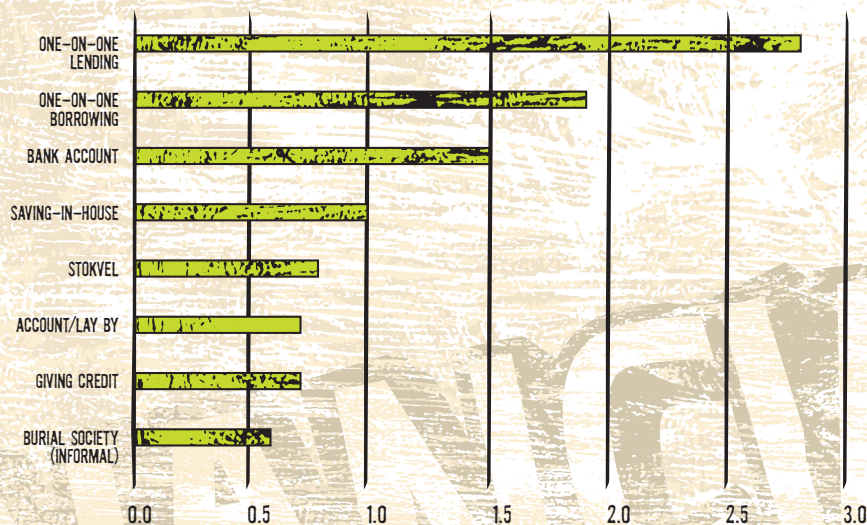 ONE-ON-ONE
LENDING
ONE-ON-ONE
BORROWING
BANK ACCOUNT
SAVING-IN-HOUSE
STOKVEL
ACCOUNT/LAY BY
GIVING CREDIT
BURIAL SOCIETY
(INFORMAL)
0.0 0.5 1.0 1.5 2.0 2.5 3.0